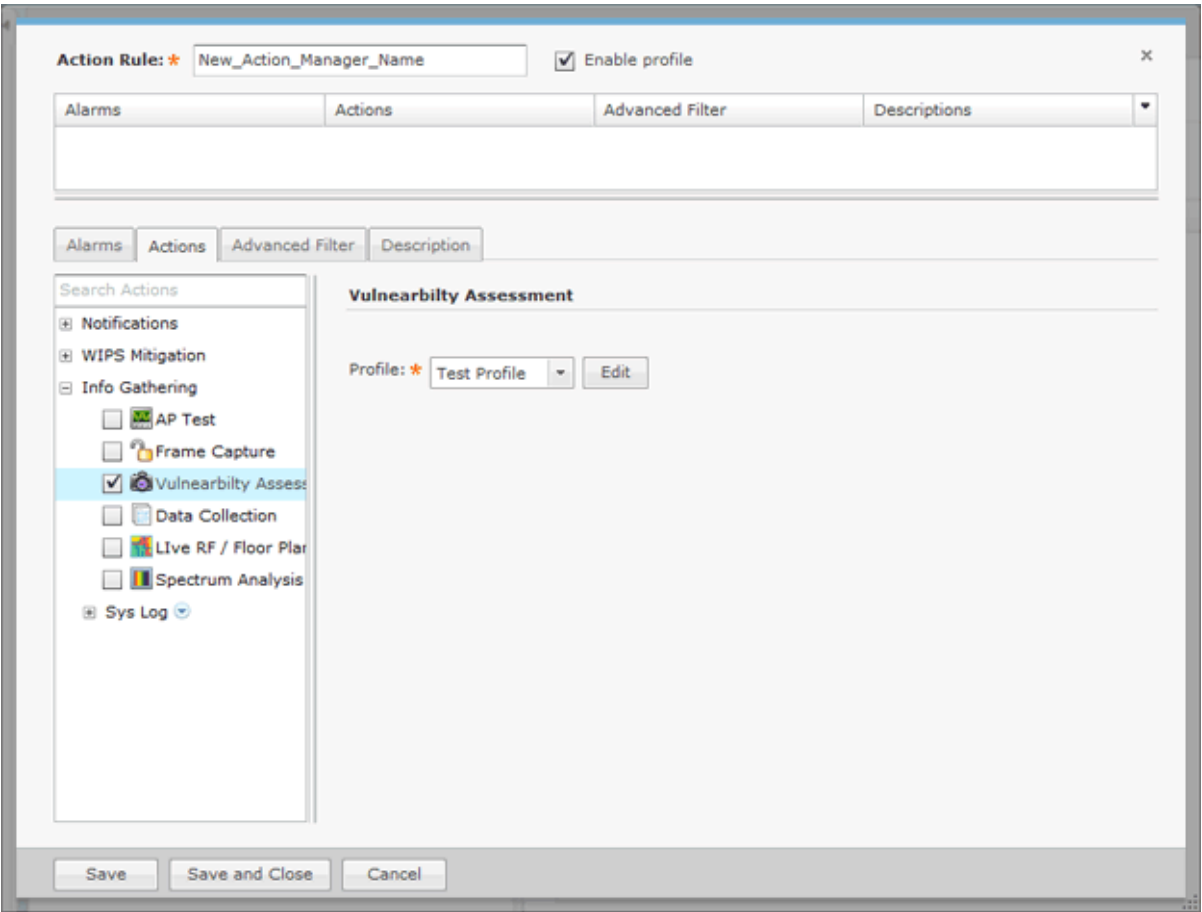 Action Rule: * New_Action_Manager_Name Enable profile
Alarms Actions Advanced Filter Descriptions
Alarms Actions Advanced Filter Description
Search Actions
Vulnearbilty Assessment
Notifications
WIPS Mitigation
Profile: * Test Profile Edit
Info Gathering
AP Test
Frame Capture
Vulnearbilty Assess
Data Collection
LIve RF / Floor Plan
Spectrum Analysis
Sys Log
Save Save and Close Cancel